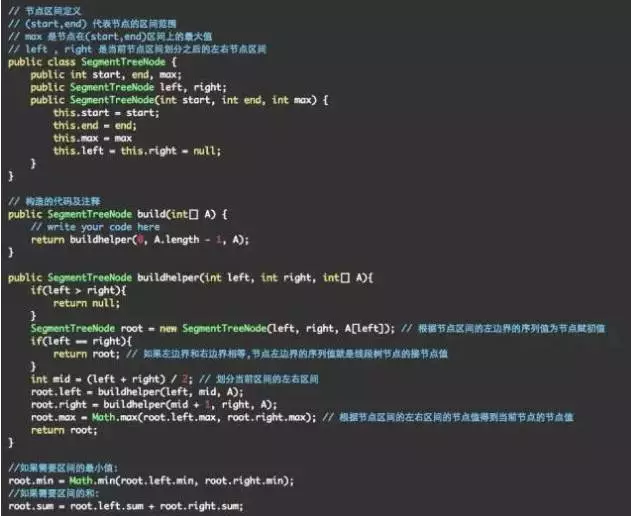 // 节点区间定义
// (start,end) 代表节点的区间范围
// max 是节点在(start,end)区间上的最大值
// left , right 是当前节点区间划分之后的左右节点区间
public class SegmentTreeNode {
    public int start, end, max;
    public SegmentTreeNode left, right;
    public SegmentTreeNode(int start, int end, int max) {
        this.start = start;
        this.end = end;
        this.max = max
        this.left = this.right = null;
    }
}
// 构造的代码及注释
public SegmentTreeNode build(int[] A) {
    // write your code here
    return buildhelper(0, A.length - 1, A);
}
public SegmentTreeNode buildhelper(int left, int right, int[] A){
    if(left > right){
        return null;
    }
    SegmentTreeNode root = new SegmentTreeNode(left, right, A[left]); // 根据节点区间的左边界的序列值为节点赋初值
    if(left == right){
        return root; // 如果左边界和右边界相等,节点左边界的序列值就是线段树节点的接节点值
    }
    int mid = (left + right) / 2; // 划分当前区间的左右区间
    root.left = buildhelper(left, mid, A);
    root.right = buildhelper(mid + 1, right, A);
    root.max = Math.max(root.left.max, root.right.max); // 根据节点区间的左右区间的节点值得到当前节点的节点值
    return root;
}
//如果需要区间的最小值:
root.min = Math.min(root.left.min, root.right.min);
//如果需要区间的和:
root.sum = root.left.sum + root.right.sum;